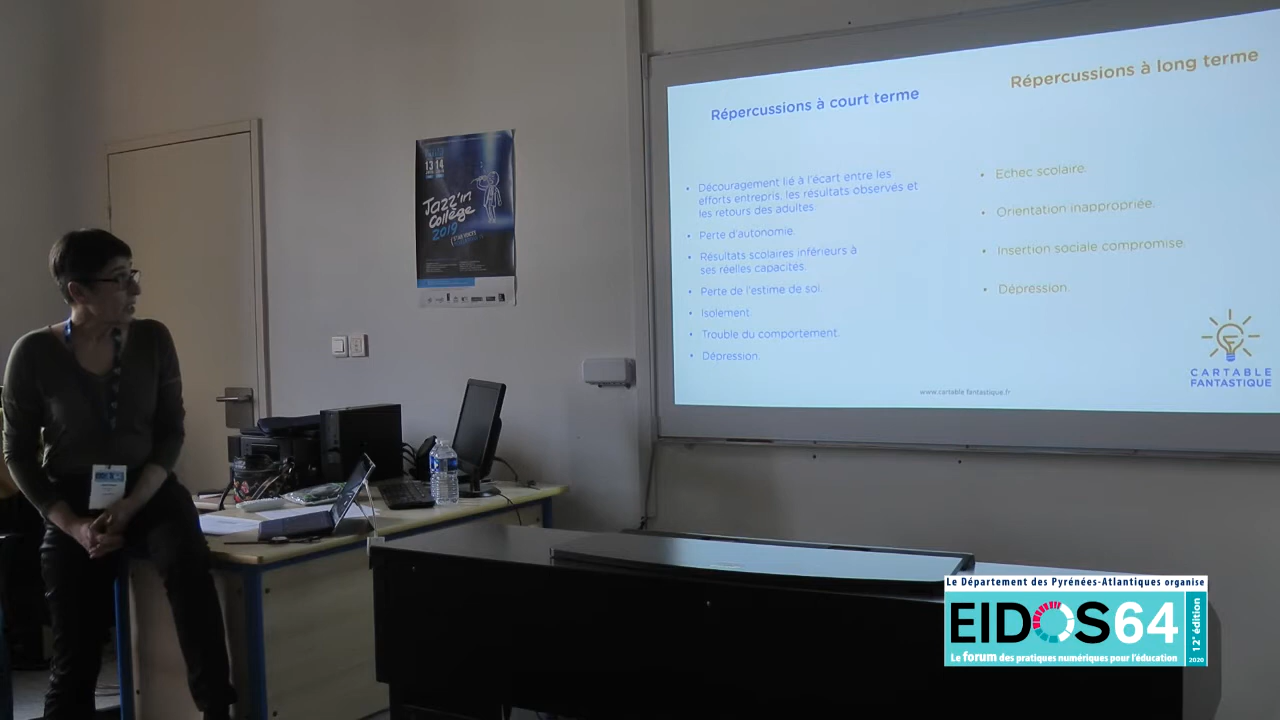 Répercussions à court terme
Découragement lié à l'écart entre les
efforts entrepris, les résultats observés et
les retours des adultes.
Perte d'autonomie.
Résultats scolaires inférieurs à
ses réelles capacités.
Perte de l'estime de soi.
Isolement.
Trouble du comportement.
Dépression.
Répercussions à long terme
Echec scolaire.
Orientation inappropriée.
Insertion sociale compromise.
Dépression.
www.cartable fantastique.fr
CARTABLE
FANTASTIQUE
13 14
Jazz'in
Collège
2019
Le Département des Pyrénées-Atlantiques organise
EIDOS64
Le forum des pratiques numériques pour l'éducation
12e édition
2020